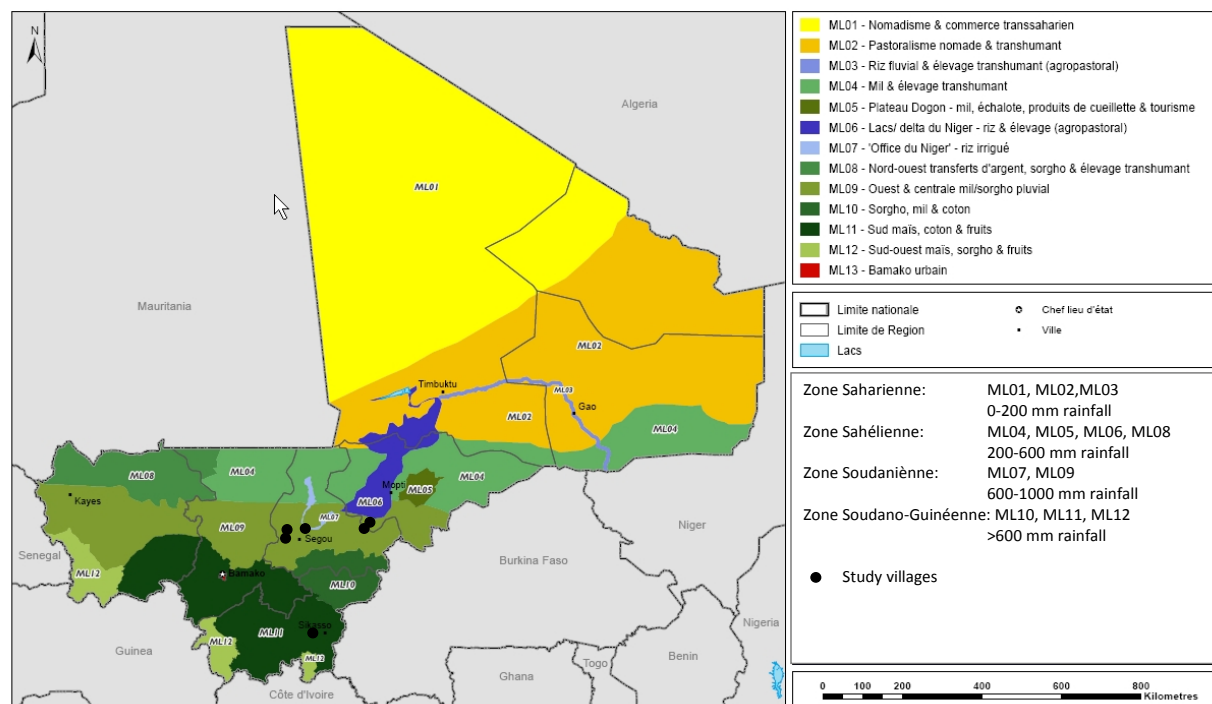 N
Algeria
ML01
Mauritania
ML02
Timbuktu
ML03
Gao
ML02
ML04
ML08
ML04
ML04
Mopti
ML05
Kayes
ML06
ML09
ML07
Segou
Niger
Senegal
Burkina Faso
ML12
Bamako
ML10
Sikasso
ML11
ML12
ML12
Guinea
Nigeria
Benin
Togo
Ghana
Côte d'Ivoire
ML01 - Nomadisme & commerce transsaharien
ML02 - Pastoralisme nomade & transhumant
ML03 - Riz fluvial & élevage transhumant (agropastoral)
ML04 - Mil & élevage transhumant
ML05 - Plateau Dogon - mil, échalote, produits de cueillette & tourisme
ML06 - Lacs/ delta du Niger - riz & élevage (agropastoral)
ML07 - 'Office du Niger' - riz irrigué
ML08 - Nord-ouest transferts d'argent, sorgho & élevage transhumant
ML09 - Ouest & centrale mil/sorgho pluvial
ML10 - Sorgho, mil & coton
ML11 - Sud maïs, coton & fruits
ML12 - Sud-ouest maïs, sorgho & fruits
ML13 - Bamako urbain
Limite nationale Chef lieu d'état
Limite de Region Ville
Lacs
Zone Saharienne: ML01, ML02,ML03
0-200 mm rainfall
Zone Sahélienne: ML04, ML05, ML06, ML08
200-600 mm rainfall
Zone Soudaniènne: ML07, ML09
600-1000 mm rainfall
Zone Soudano-Guinéenne: ML10, ML11, ML12
>600 mm rainfall
Study villages
0 100 200 400 600 800
Kilometres